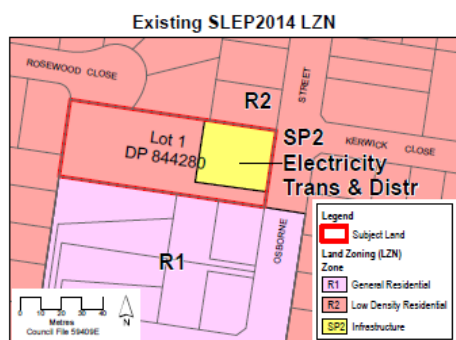 Existing SLEP2014 LZN
ROSEWOOD CLOSE
R2
STREET
KERWICK CLOSE
Lot 1
DP 844280
SP2
Electricity
Trans & Distr
R1
OSBORNE
Legend
Subject Land
Land Zoning (LZN)
Zone
R1 General Residential
R2 Low Density Residential
SP2 Infrastructure
0 10 20 30 40
Metres
Council File 59409E
N